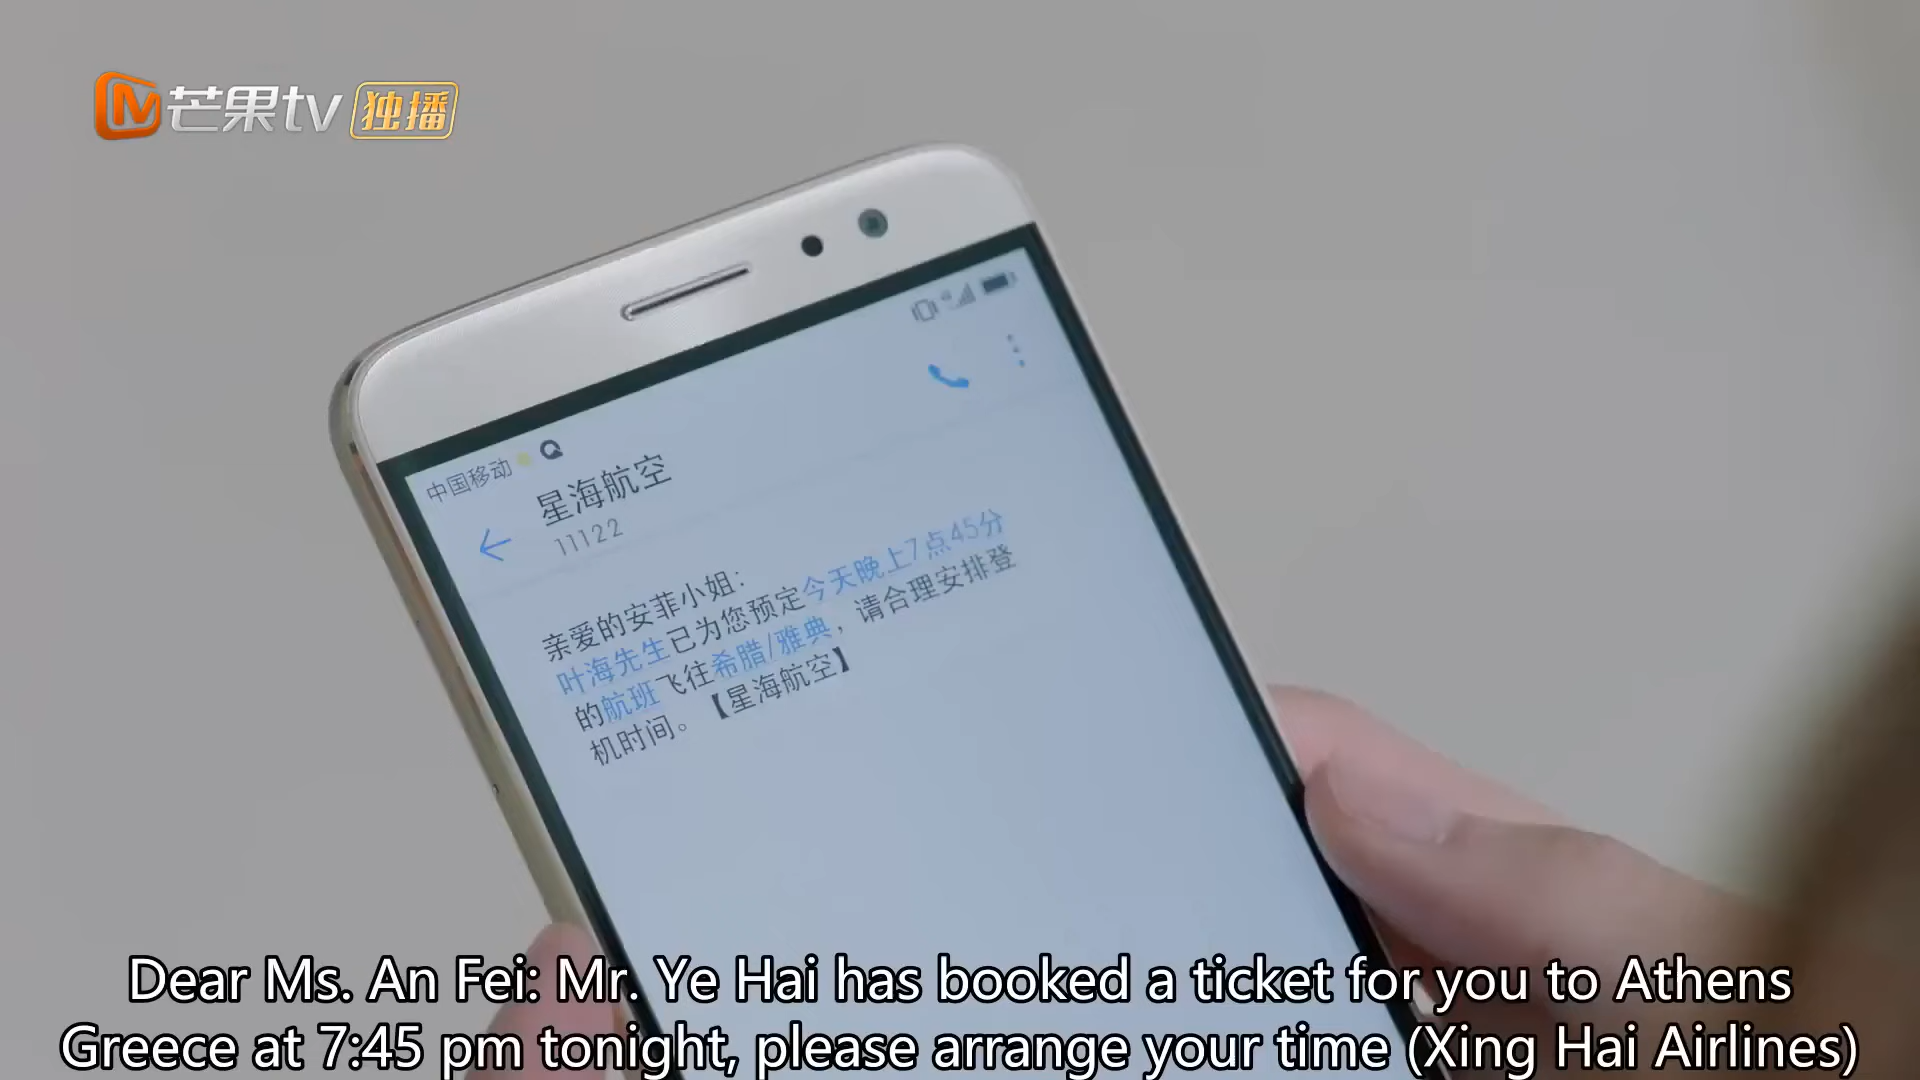 芒果tv 独播
中国移动
星海航空
11122
亲爱的安菲小姐：
叶海先生已为您预定今天晚上7点45分
的航班飞往希腊/雅典，请合理安排登
机时间。【星海航空】
Dear Ms. An Fei: Mr. Ye Hai has booked a ticket for you to Athens
Greece at 7:45 pm tonight, please arrange your time (Xing Hai Airlines)